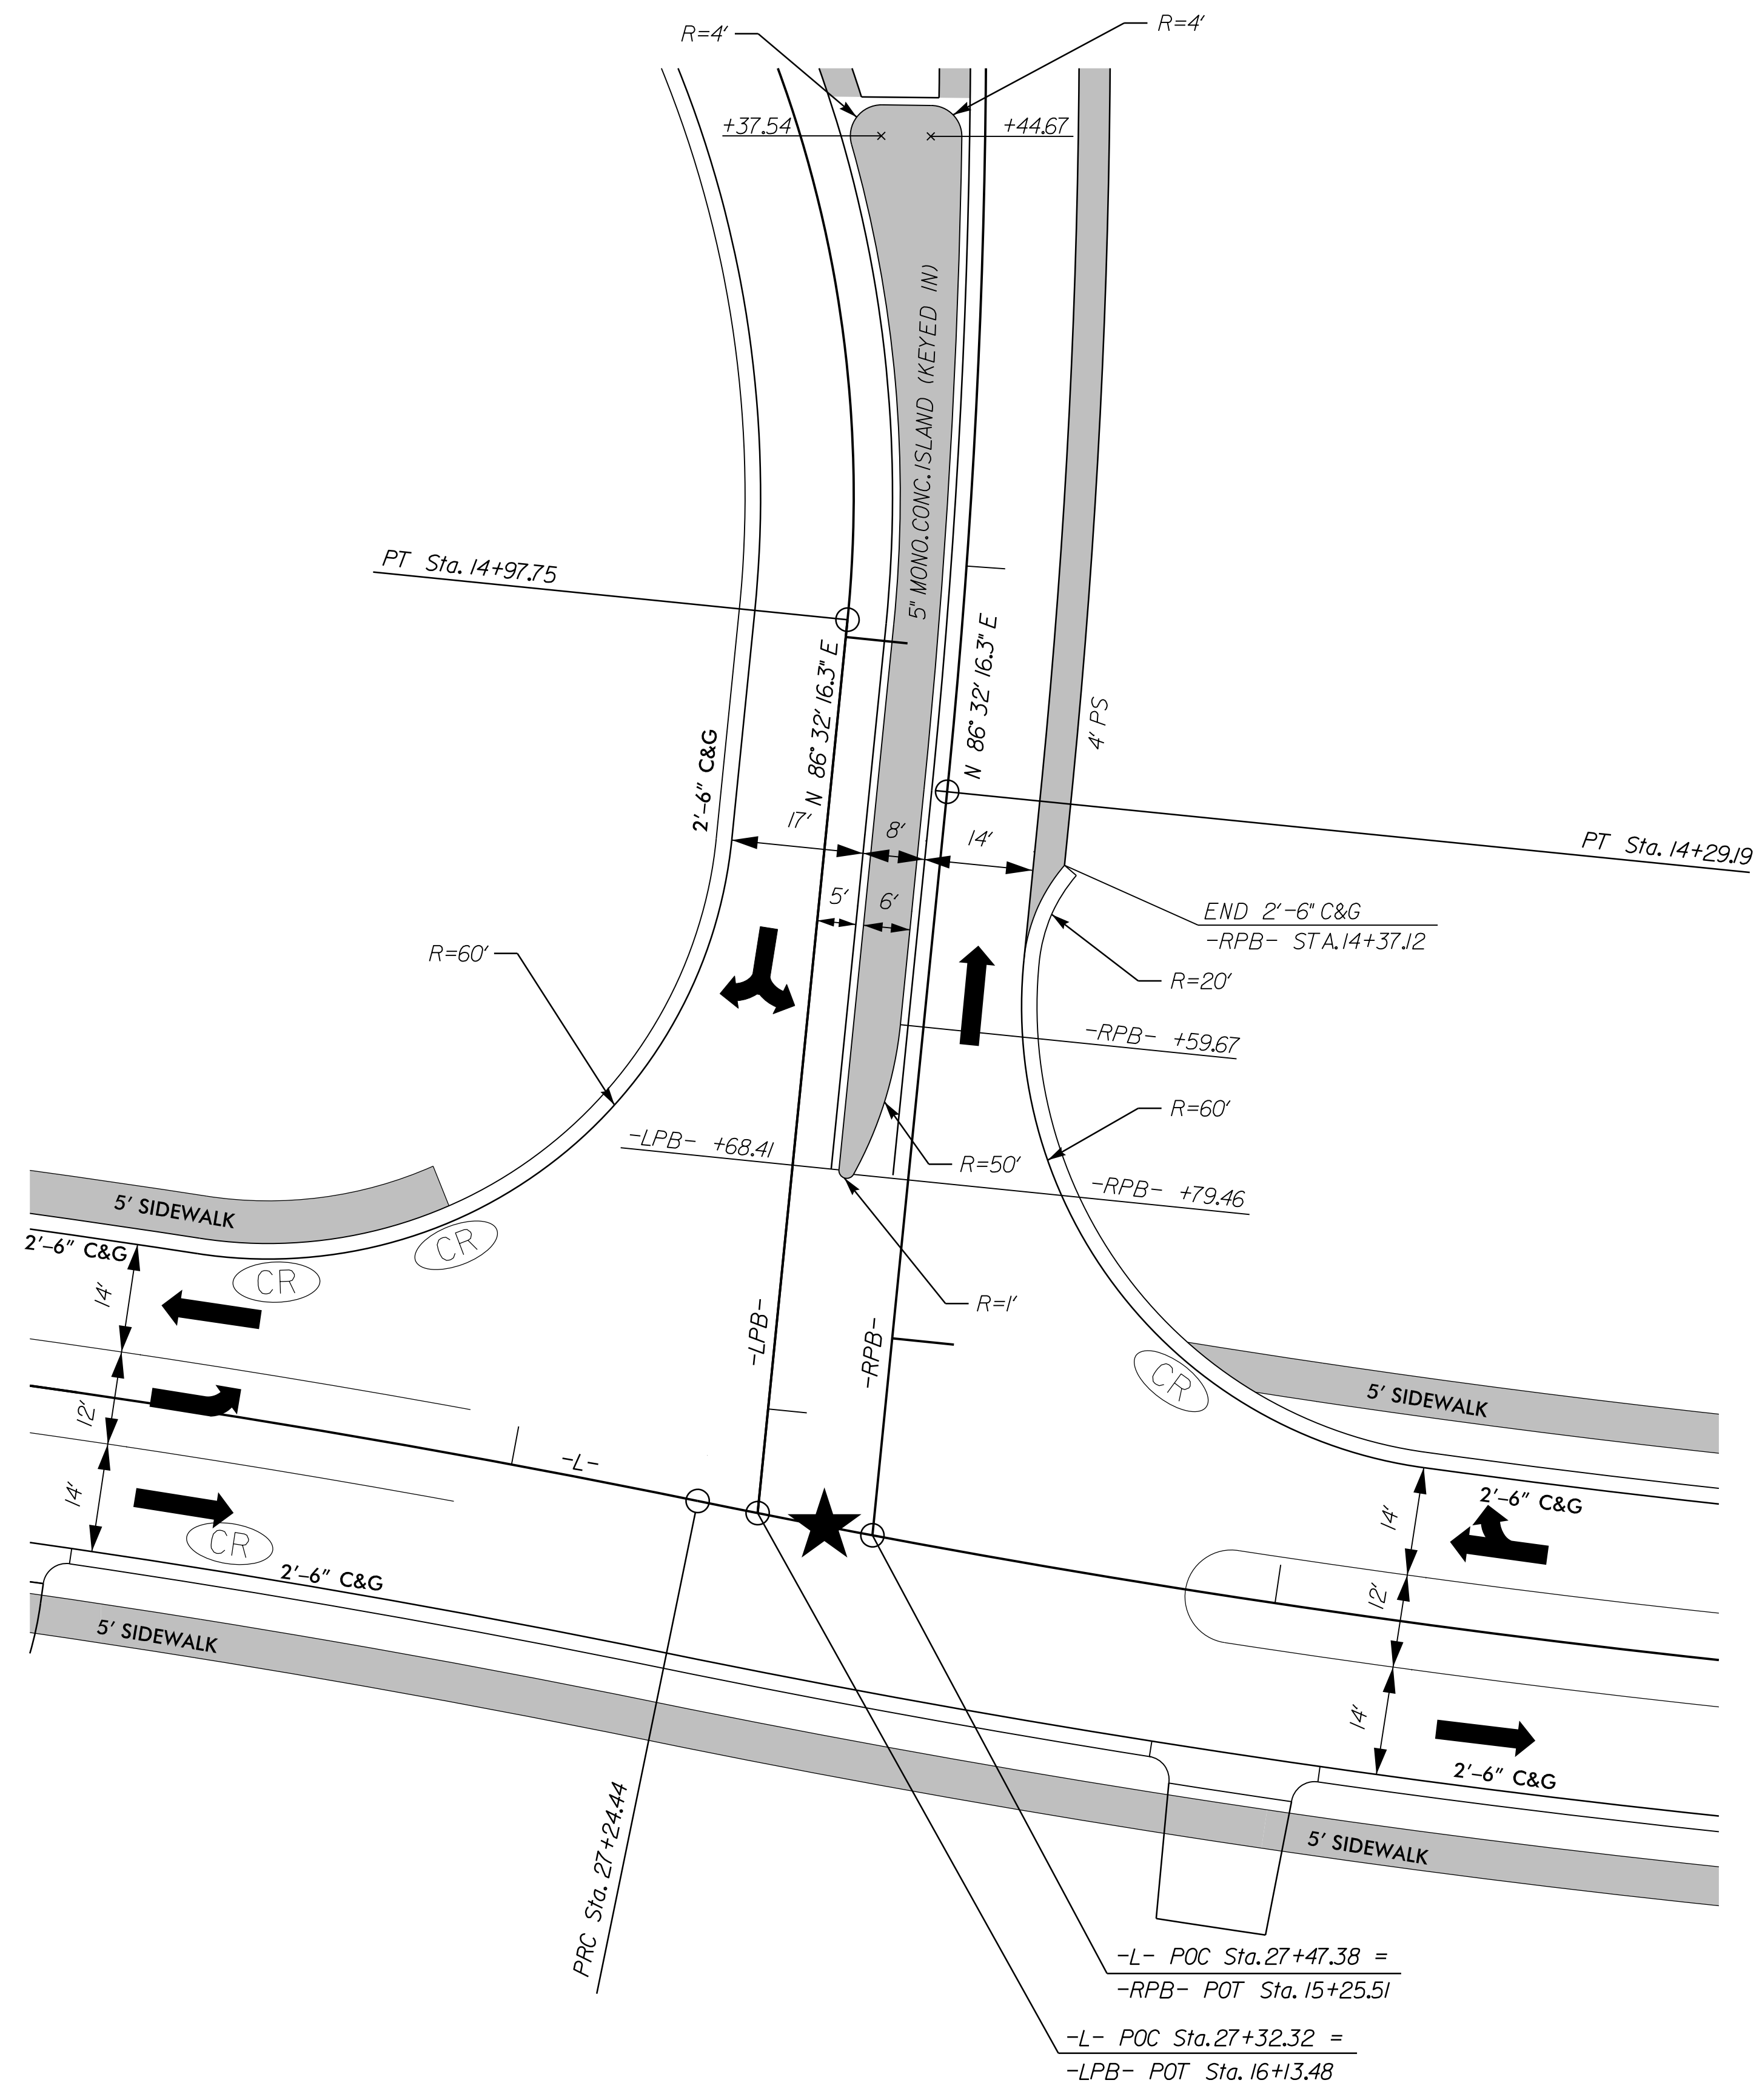 R=4'
R=4'
+37.54
+44.67
5" MONO. CONC. ISLAND (KEYED IN)
PT Sta. 14+97.75
N 86° 32' 16.3" E
N 86° 32' 16.3" E
2'-6" C&G
4' PS
17'
8'
14'
PT Sta. 14+29.19
5'
6'
END 2'-6" C&G
-RPB- STA. 14+37.12
R=60'
R=20'
-RPB- +59.67
R=60'
-LPB- +68.41
R=50'
-RPB- +79.46
5' SIDEWALK
2'-6" C&G
CR
CR
R=1'
14'
-LPB-
-RPB-
CR
5' SIDEWALK
12'
-L-
14'
CR
2'-6" C&G
14'
2'-6" C&G
5' SIDEWALK
12'
14'
2'-6" C&G
5' SIDEWALK
PRC Sta. 27+24.44
-L- POC Sta. 27+47.38 =
-RPB- POT Sta. 15+25.51
-L- POC Sta. 27+32.32 =
-LPB- POT Sta. 16+13.48